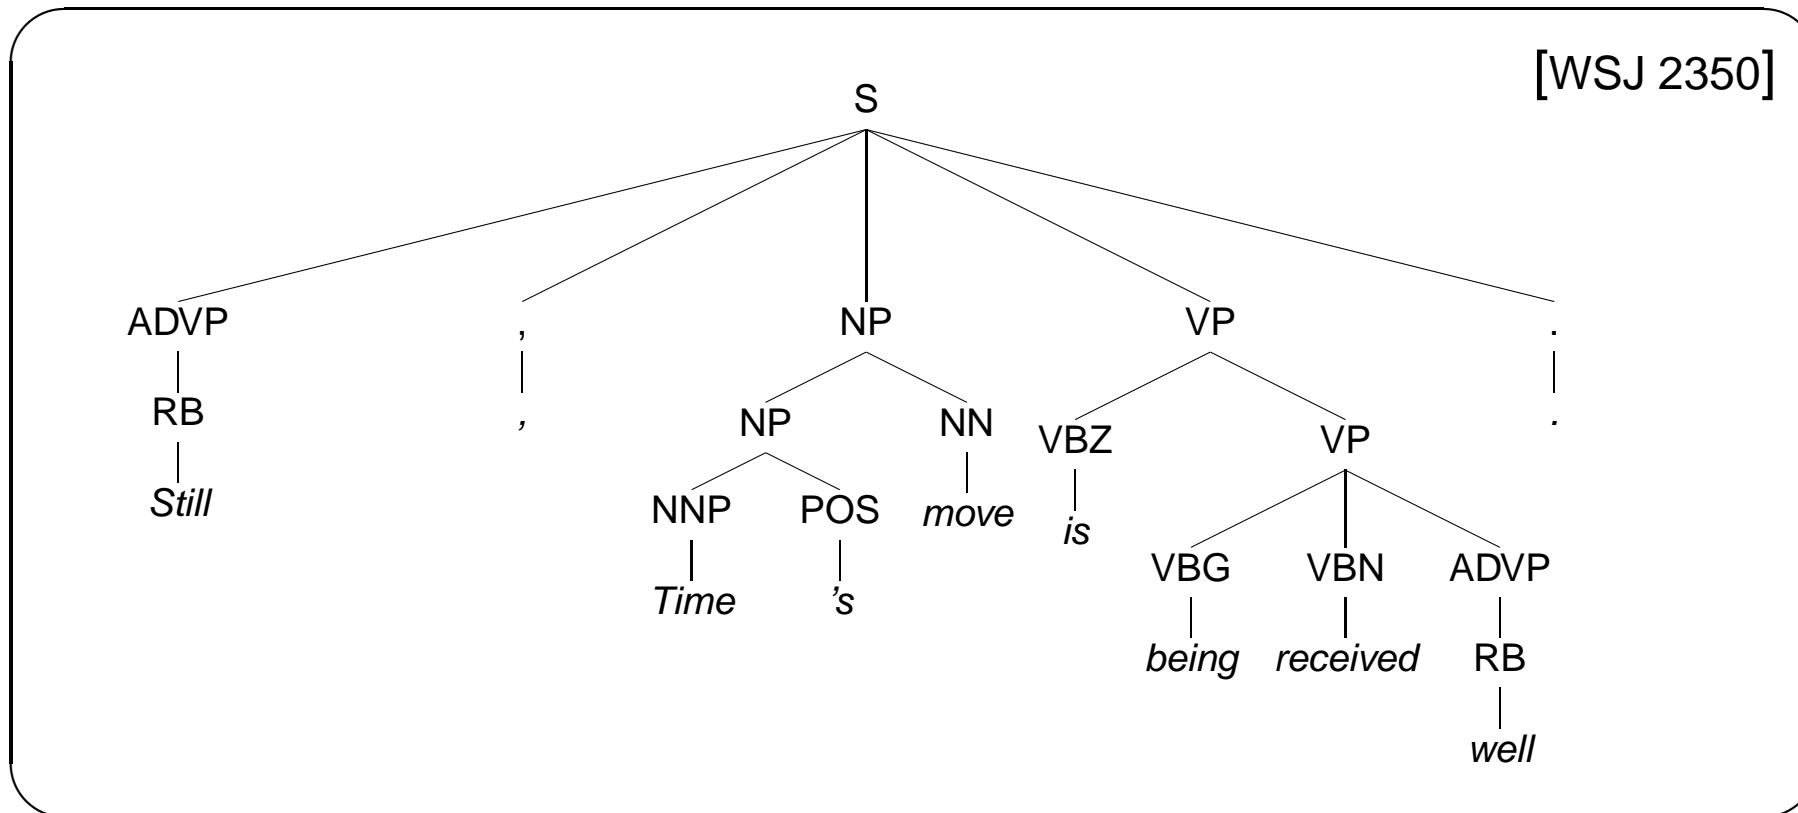 [WSJ 2350]
S
ADVP , NP VP .
RB , NP NN VBZ VP .
Still NNP POS move is
Time 's VBG VBN ADVP
being received RB
well